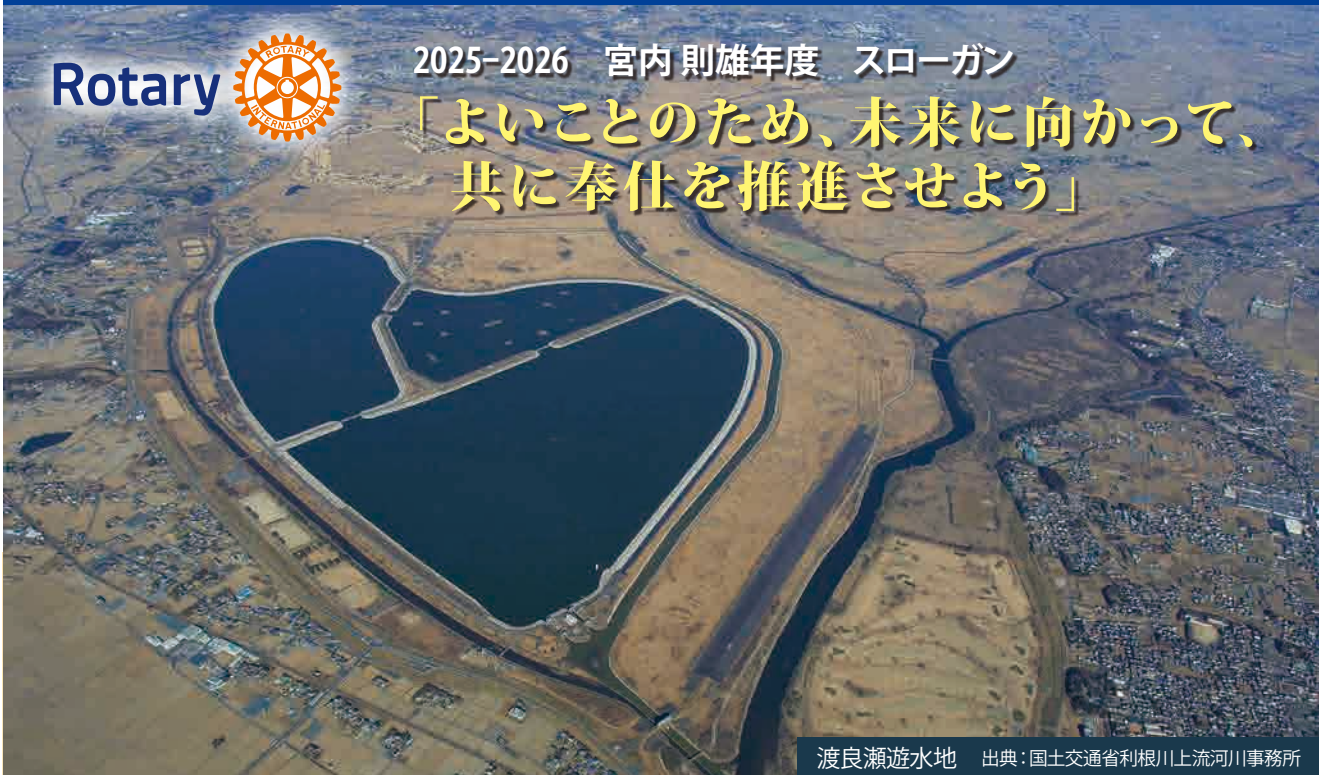 Rotary
ROTARY
INTERNATIONAL
2025-2026 宮内 則雄年度 スローガン
「よいことのため、未来に向かって、
共に奉仕を推進させよう」
渡良瀬遊水地 出典:国土交通省利根川上流河川事務所